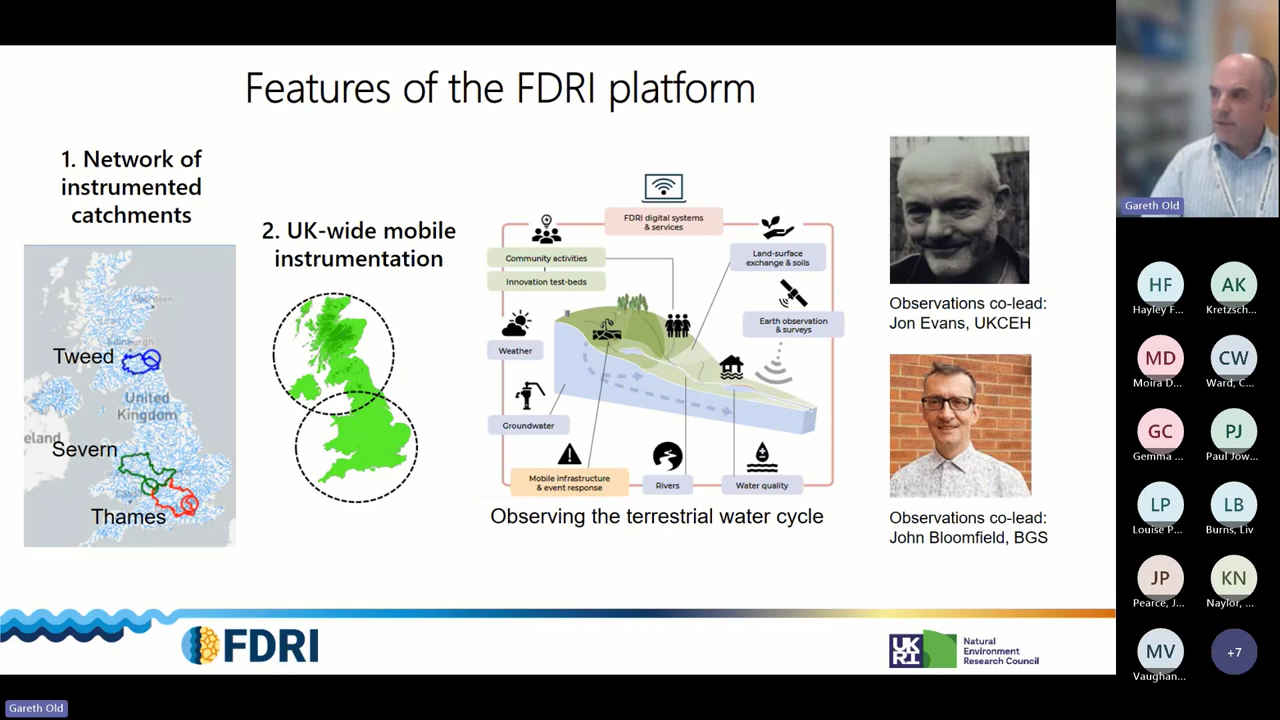 Features of the FDRI platform
1. Network of
instrumented
catchments
Tweed
United
Kingdom
Severn
Thames
2. UK-wide mobile
instrumentation
FDRI digital systems
& services
Community activities
Innovation test-beds
Land-surface
exchange & soils
Earth observation
& surveys
Weather
Groundwater
Mobile infrastructure
& event response
Rivers
Water quality
Observing the terrestrial water cycle
Observations co-lead:
Jon Evans, UKCEH
Observations co-lead:
John Bloomfield, BGS
FDRI
UK
RI
Natural
Environment
Research Council
Gareth Old
HF
Hayley F...
AK
Kretzsch...
MD
Moira D...
CW
Ward, C...
GC
Gemma ...
PJ
Paul Jow...
LP
Louise P...
LB
Burns, Liv
JP
Pearce, J...
KN
Naylor, ...
MV
Vaughan...
+7
Gareth Old